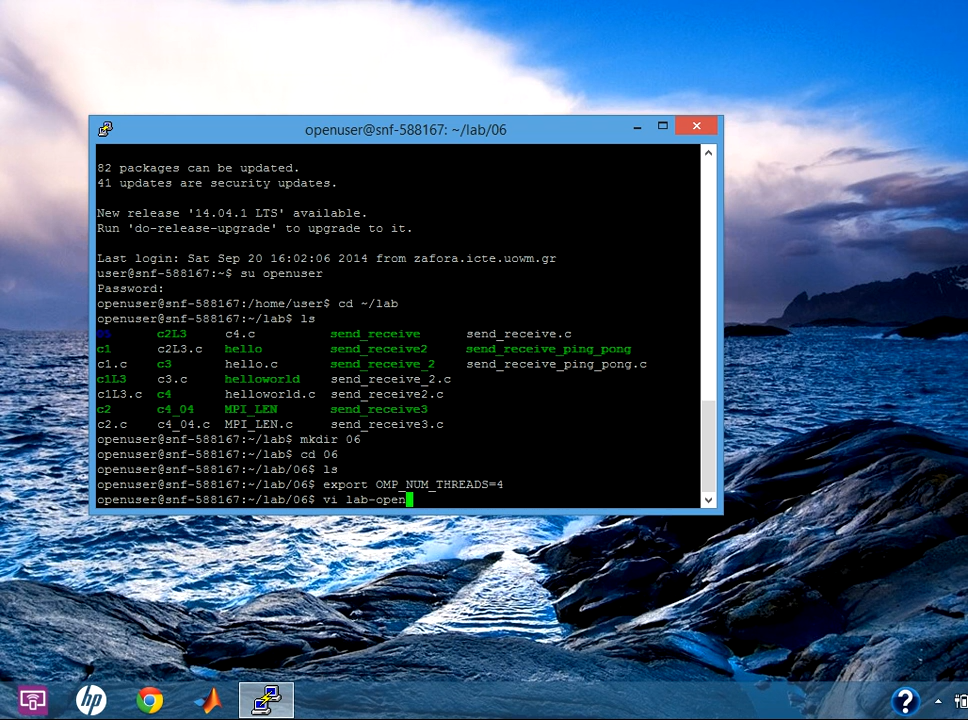 openuser@snf-588167: ~/lab/06
82 packages can be updated.
41 updates are security updates.
New release '14.04.1 LTS' available.
Run 'do-release-upgrade' to upgrade to it.
Last login: Sat Sep 20 16:02:06 2014 from zafora.icte.uowm.gr
user@snf-588167:~$ su openuser
Password:
openuser@snf-588167:/home/user$ cd ~/lab
openuser@snf-588167:~/lab$ ls
c2L3 c4.c send_receive send_receive.c
c1 c2L3.c hello send_receive2 send_receive_ping_pong
c1.c c3 hello.c send_receive_2 send_receive_ping_pong.c
c1L3 c3.c helloworld send_receive_2.c
c1L3.c c4 helloworld.c send_receive2.c
c2 c4_04 MPI_LEN send_receive3
c2.c c4_04.c MPI_LEN.c send_receive3.c
openuser@snf-588167:~/lab$ mkdir 06
openuser@snf-588167:~/lab$ cd 06
openuser@snf-588167:~/lab/06$ ls
openuser@snf-588167:~/lab/06$ export OMP_NUM_THREADS=4
openuser@snf-588167:~/lab/06$ vi lab-open
hp ?